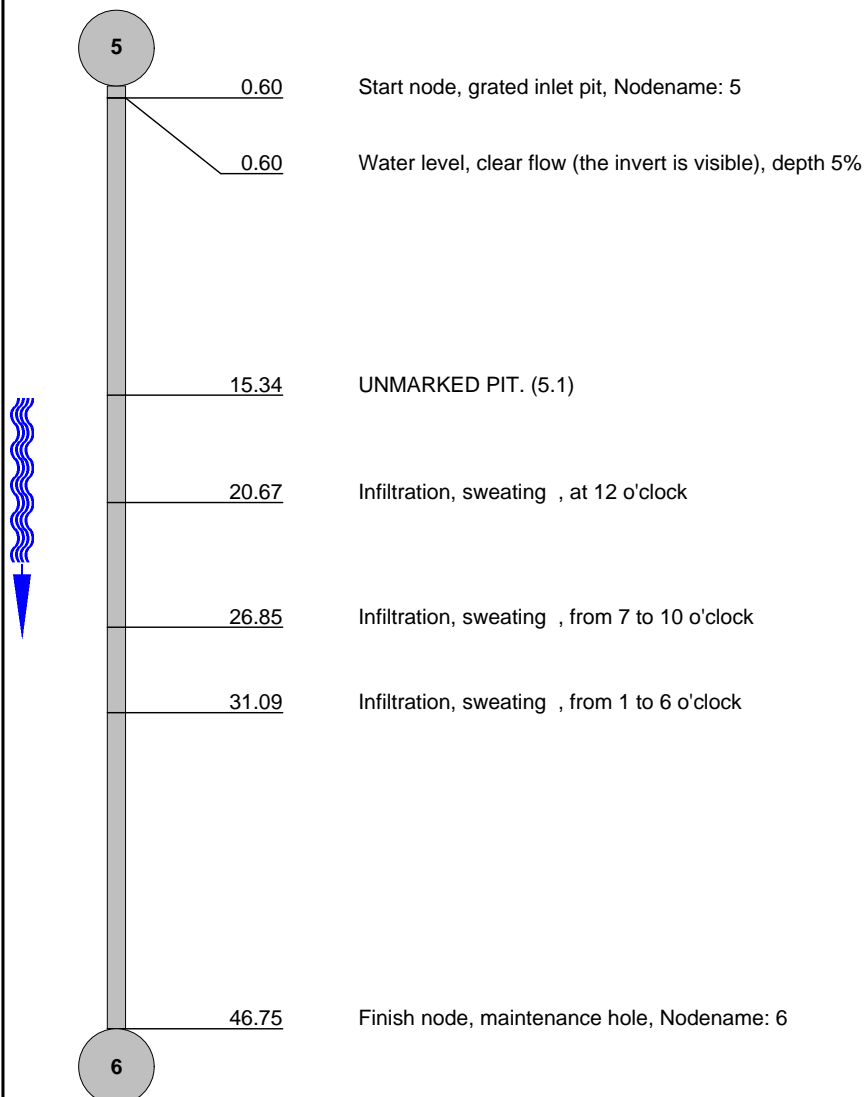 5
0.60 Start node, grated inlet pit, Nodename: 5
0.60 Water level, clear flow (the invert is visible), depth 5%
15.34 UNMARKED PIT. (5.1)
20.67 Infiltration, sweating , at 12 o'clock
26.85 Infiltration, sweating , from 7 to 10 o'clock
31.09 Infiltration, sweating , from 1 to 6 o'clock
46.75 Finish node, maintenance hole, Nodename: 6
6